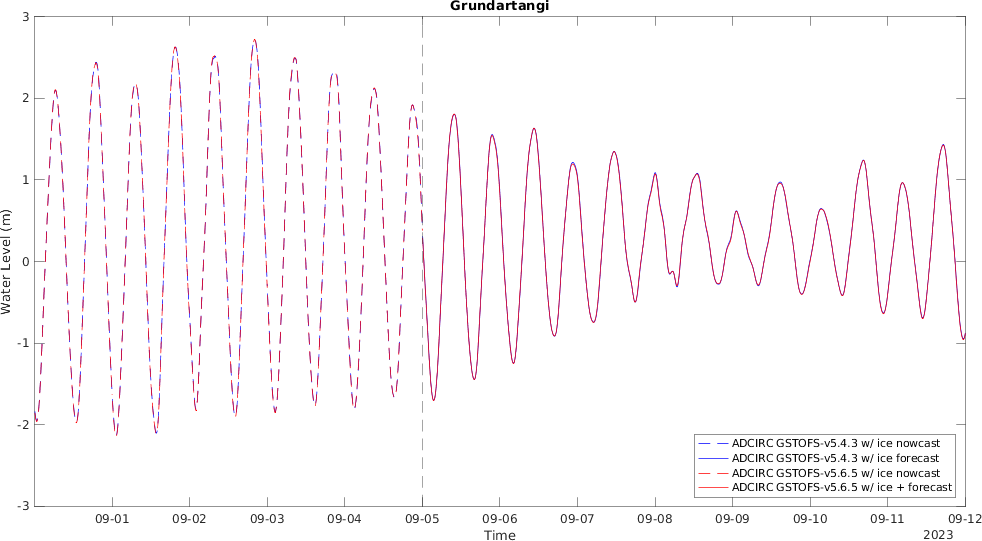 Grundartangi
Water Level (m)
3
2
1
0
-1
-2
-3
09-01 09-02 09-03 09-04 09-05 09-06 09-07 09-08 09-09 09-10 09-11 09-12
Time
2023
ADCIRC GSTOFS-v5.4.3 w/ ice nowcast
ADCIRC GSTOFS-v5.4.3 w/ ice forecast
ADCIRC GSTOFS-v5.6.5 w/ ice nowcast
ADCIRC GSTOFS-v5.6.5 w/ ice + forecast